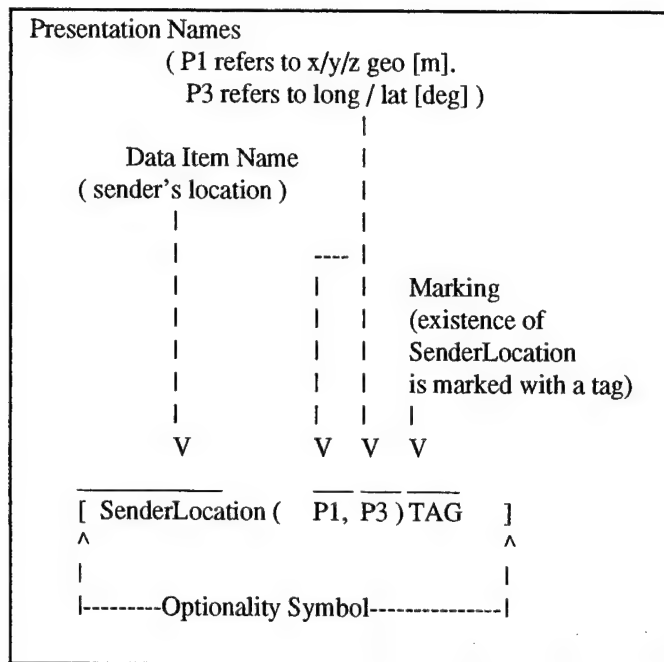 Presentation Names
( P1 refers to x/y/z geo [m].
P3 refers to long / lat [deg] )
Data Item Name
( sender's location )
Marking
(existence of
SenderLocation
is marked with a tag)
V V V V
[ SenderLocation ( P1, P3 ) TAG ]
^ ^
|---------Optionality Symbol---------------|